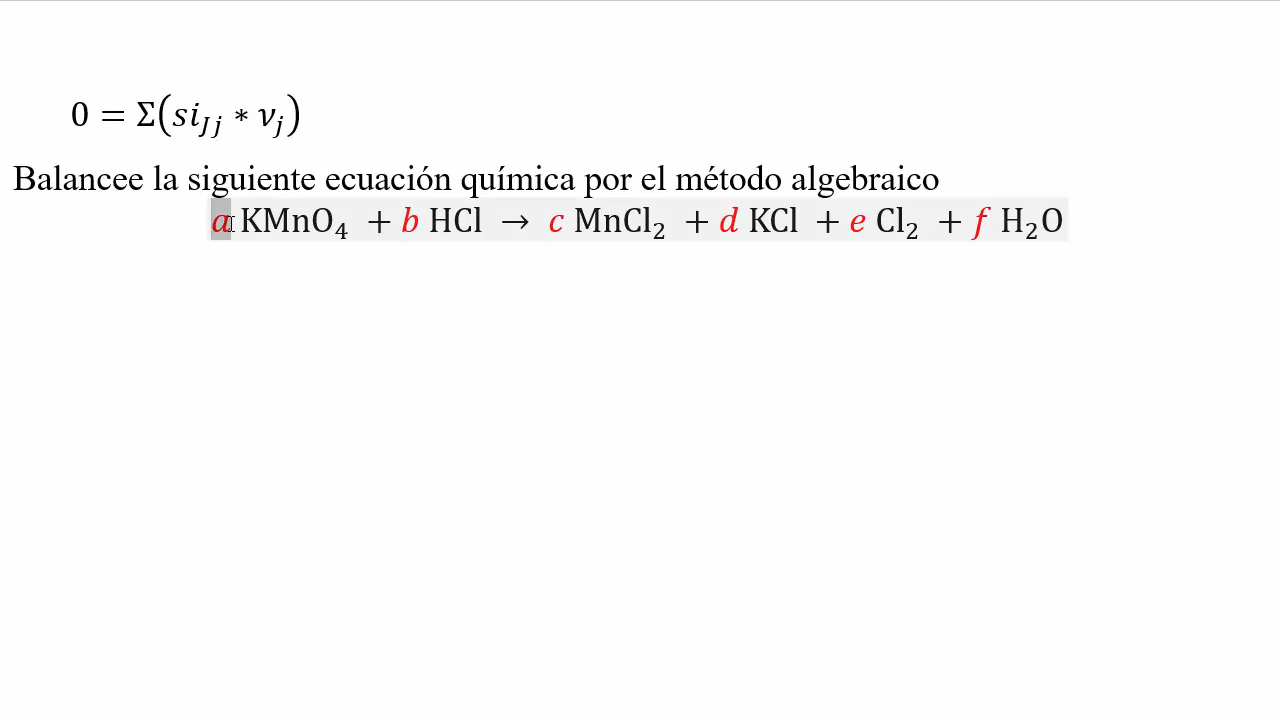 0 = Σ(si_Jj * ν_j)
Balancee la siguiente ecuación química por el método algebraico
a KMnO₄ + b HCl → c MnCl₂ + d KCl + e Cl₂ + f H₂O